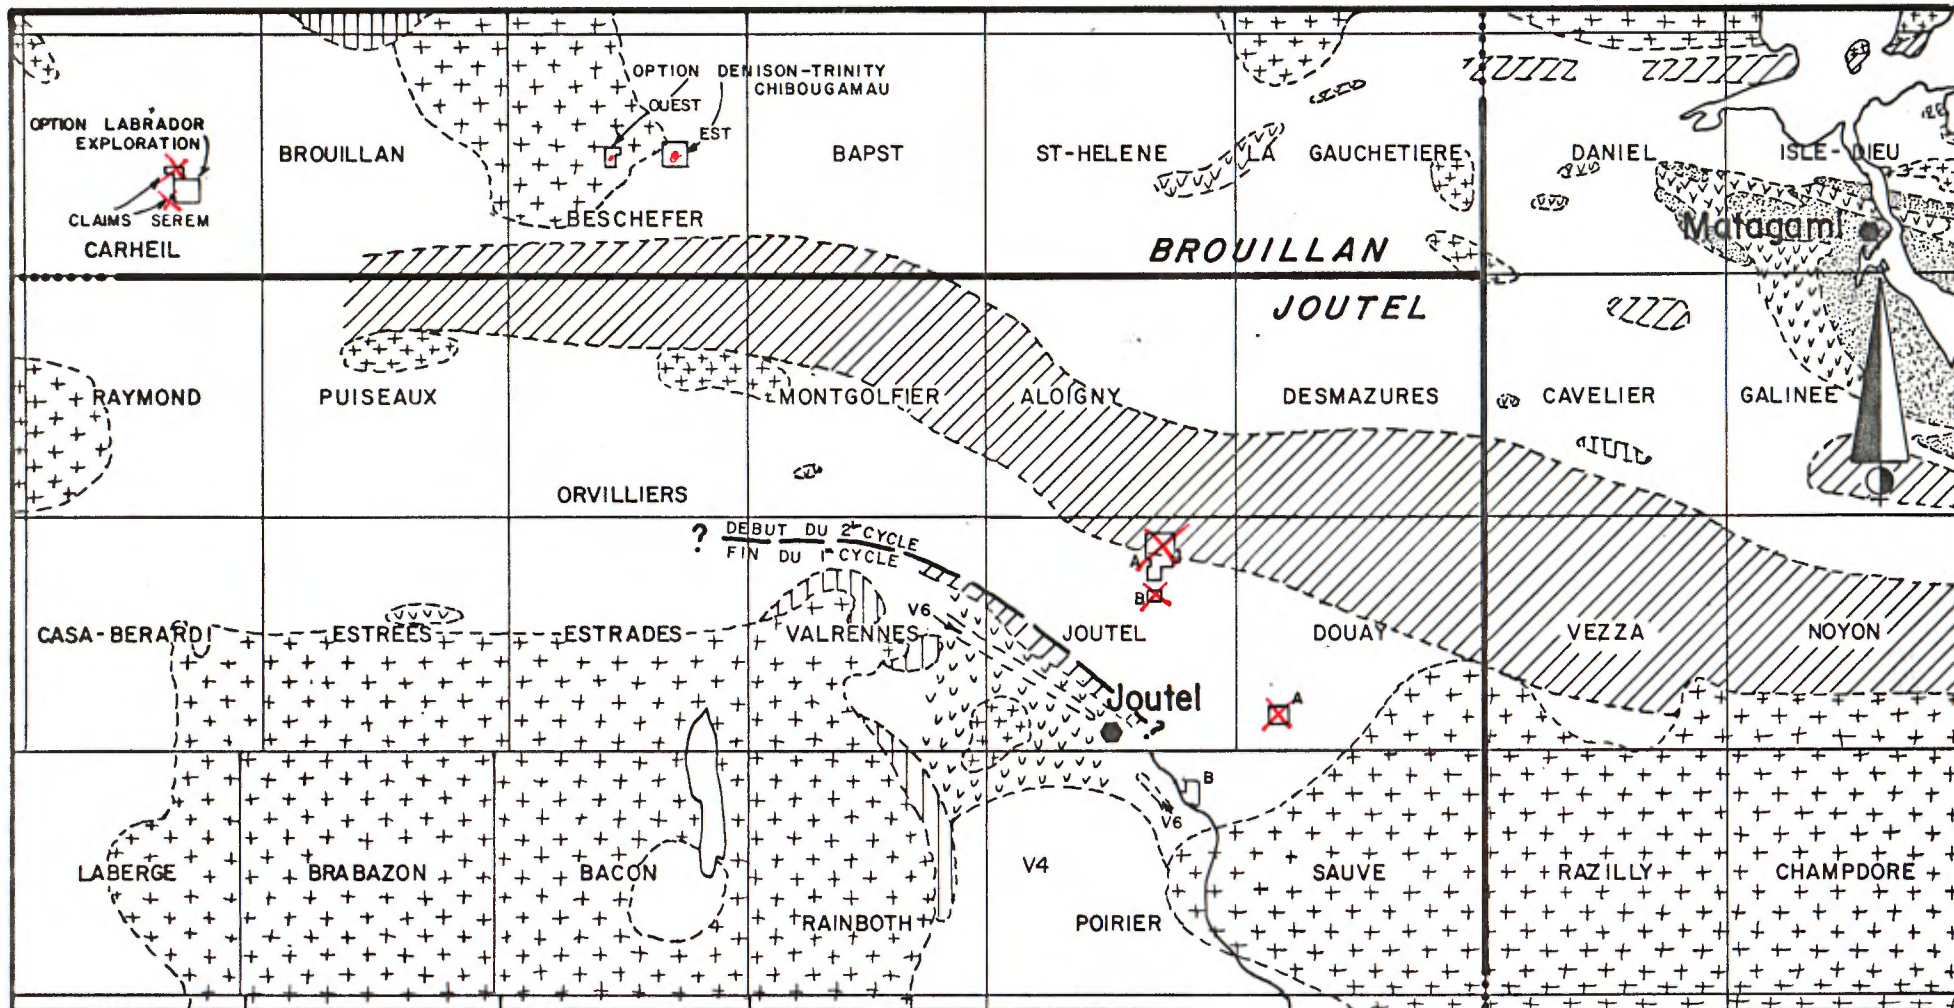 OPTION DENISON-TRINITY
CHIBOUGAMAU
OUEST
EST
OPTION LABRADOR
EXPLORATION
CLAIMS SEREM
CARHEIL
BROUILLAN
BESCHEFER
BAPST
ST-HELENE
LA GAUCHETIERE
DANIEL
ISLE-DIEU
Matagami
BROUILLAN
JOUTEL
RAYMOND
PUISEAUX
MONTGOLFIER
ALOIGNY
DESMAZURES
CAVELIER
GALINEE
ORVILLIERS
? DEBUT DU 2e CYCLE
FIN DU 1er CYCLE
A
B
V6
CASA-BERARDI
ESTREES
ESTRADES
VALRENNES
JOUTEL
DOUAY
VEZZA
NOYON
Joutel
?
A
B
V6
LABERGE
BRABAZON
BACON
RAINBOTH
V4
POIRIER
SAUVE
RAZILLY
CHAMPDORE